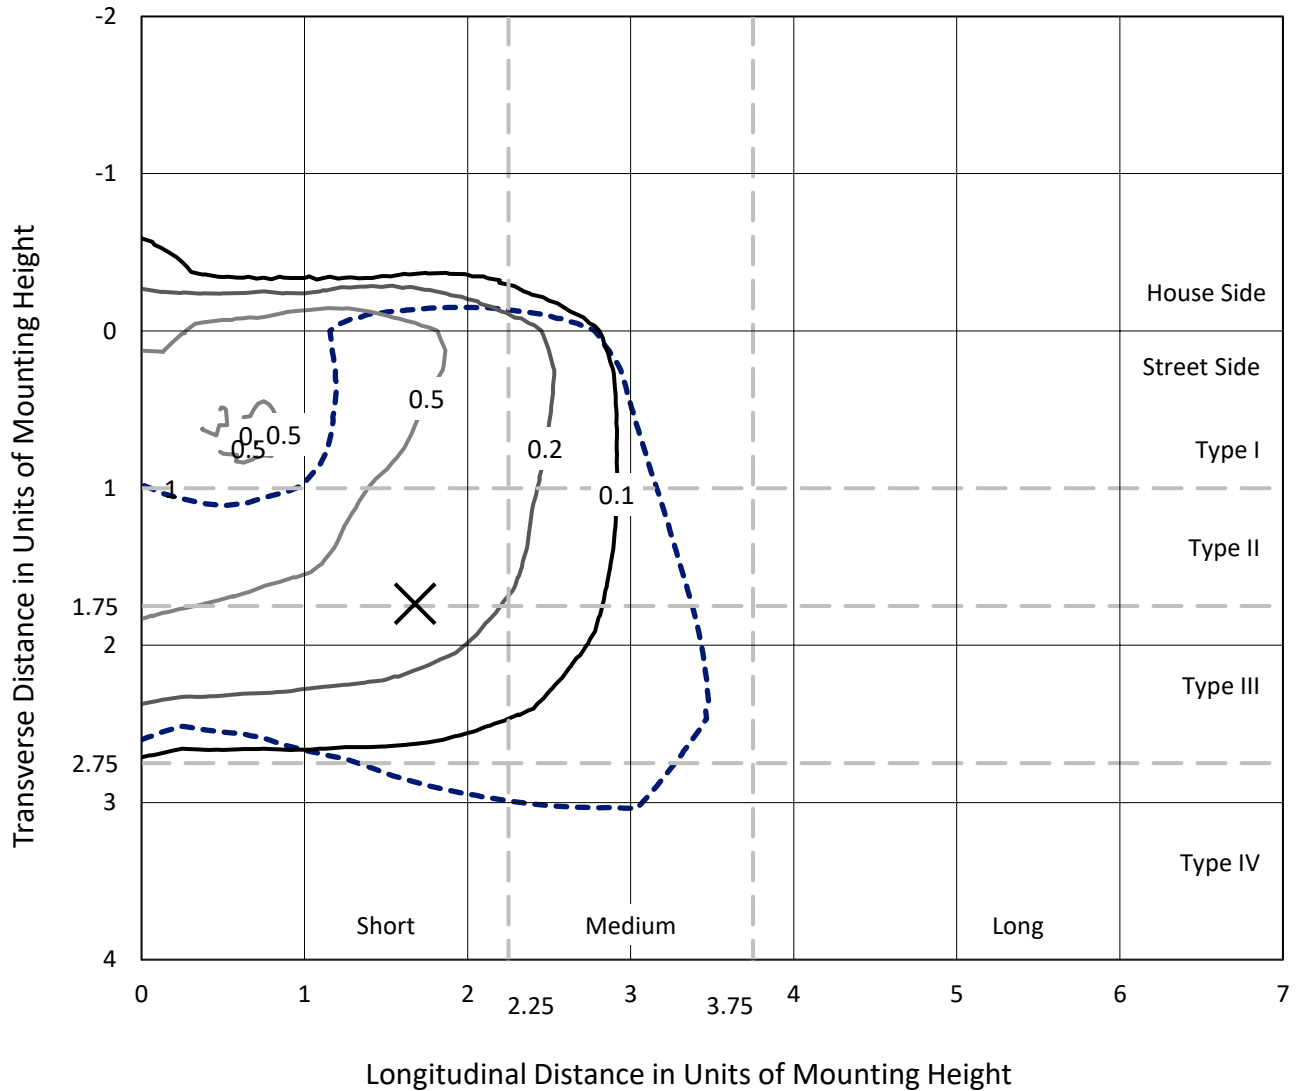 -2
-1
House Side
0
Street Side
0.5
0.5
0.5
0.2
Type I
1
1
0.1
Type II
1.75
2
Type III
2.75
3
Type IV
Short
Medium
Long
4
0
1
2
2.25
3
3.75
4
5
6
7
Transverse Distance in Units of Mounting Height
Longitudinal Distance in Units of Mounting Height